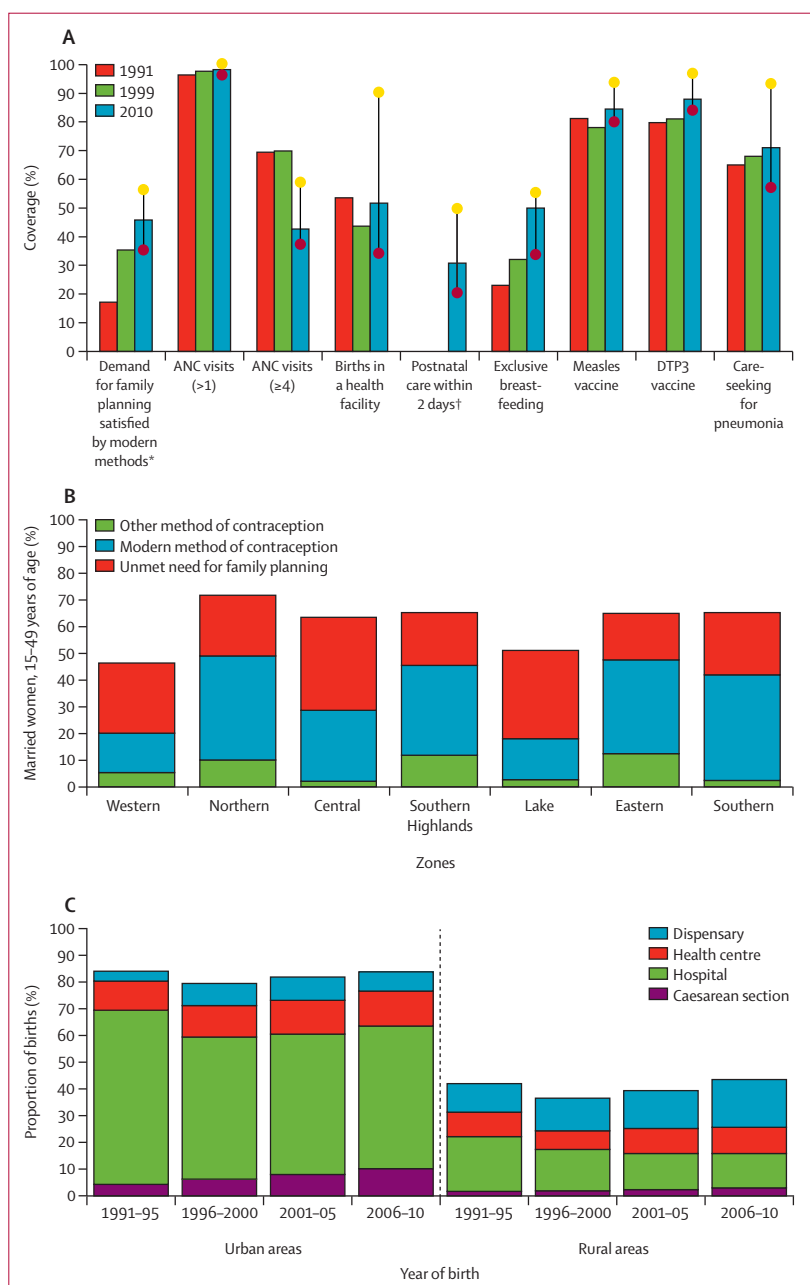 A
1991
1999
2010
100
90
80
70
60
50
40
30
20
10
0
Coverage (%)
Demand
for family
planning
satisfied
by modern
methods*
ANC visits
(>1)
ANC visits
(≥4)
Births in
a health
facility
Postnatal
care within
2 days†
Exclusive
breast-
feeding
Measles
vaccine
DTP3
vaccine
Care-
seeking
for
pneumonia
B
Other method of contraception
Modern method of contraception
Unmet need for family planning
100
90
80
70
60
50
40
30
20
10
0
Married women, 15–49 years of age (%)
Western
Northern
Central
Southern
Highlands
Lake
Eastern
Southern
Zones
C
Dispensary
Health centre
Hospital
Caesarean section
100
90
80
70
60
50
40
30
20
10
0
Proportion of births (%)
1991–95
1996–2000
2001–05
2006–10
1991–95
1996–2000
2001–05
2006–10
Urban areas
Rural areas
Year of birth